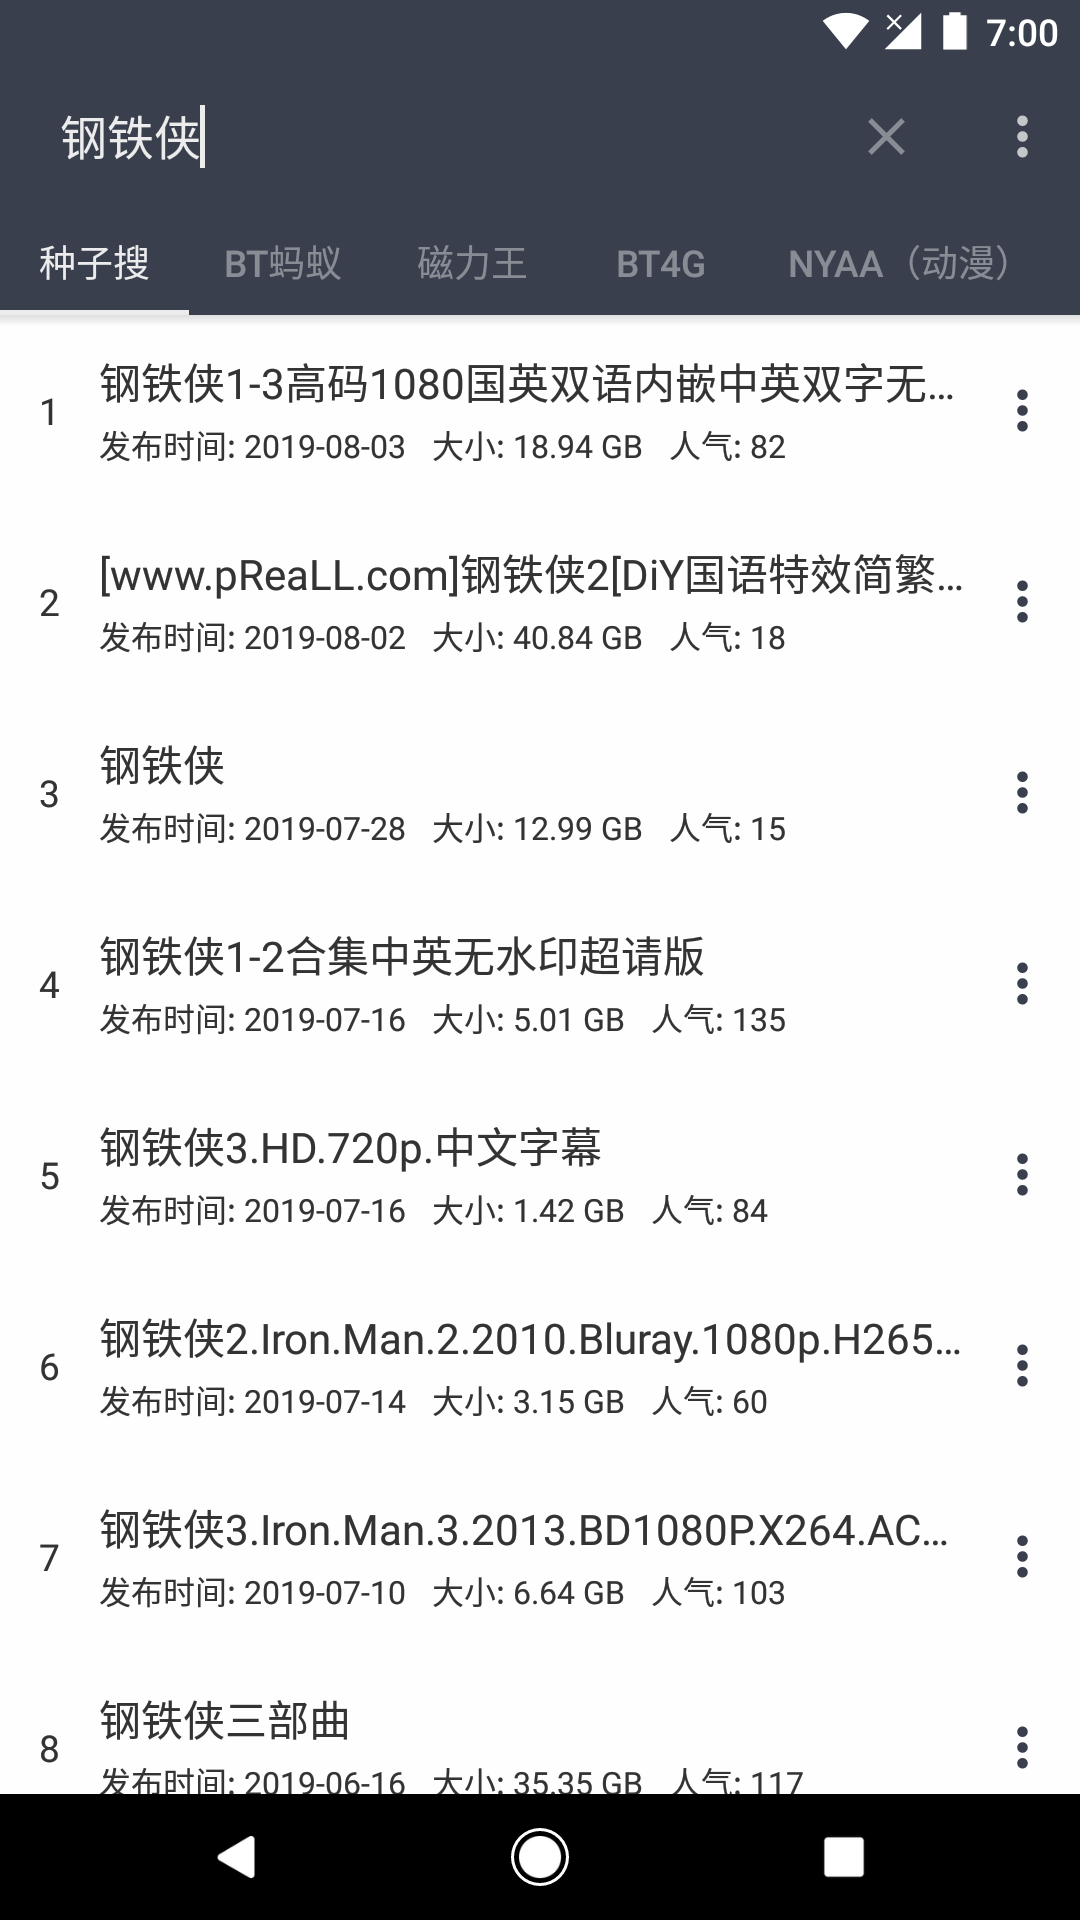 7:00
钢铁侠
种子搜 BT蚂蚁 磁力王 BT4G NYAA（动漫）
1 钢铁侠1-3高码1080国英双语内嵌中英双字无...
发布时间: 2019-08-03 大小: 18.94 GB 人气: 82
2 [www.pReaLL.com]钢铁侠2[DiY国语特效简繁...
发布时间: 2019-08-02 大小: 40.84 GB 人气: 18
3 钢铁侠
发布时间: 2019-07-28 大小: 12.99 GB 人气: 15
4 钢铁侠1-2合集中英无水印超请版
发布时间: 2019-07-16 大小: 5.01 GB 人气: 135
5 钢铁侠3.HD.720p.中文字幕
发布时间: 2019-07-16 大小: 1.42 GB 人气: 84
6 钢铁侠2.Iron.Man.2.2010.Bluray.1080p.H265...
发布时间: 2019-07-14 大小: 3.15 GB 人气: 60
7 钢铁侠3.Iron.Man.3.2013.BD1080P.X264.AC...
发布时间: 2019-07-10 大小: 6.64 GB 人气: 103
8 钢铁侠三部曲
发布时间: 2019-06-16 大小: 35.35 GB 人气: 117